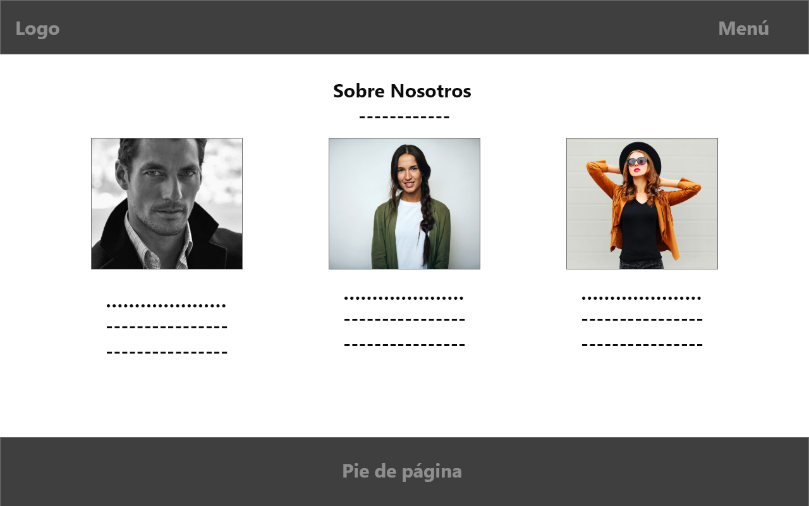 Logo
Menú
Sobre Nosotros
------------
.....................
----------------
----------------
.....................
----------------
----------------
.....................
----------------
----------------
Pie de página